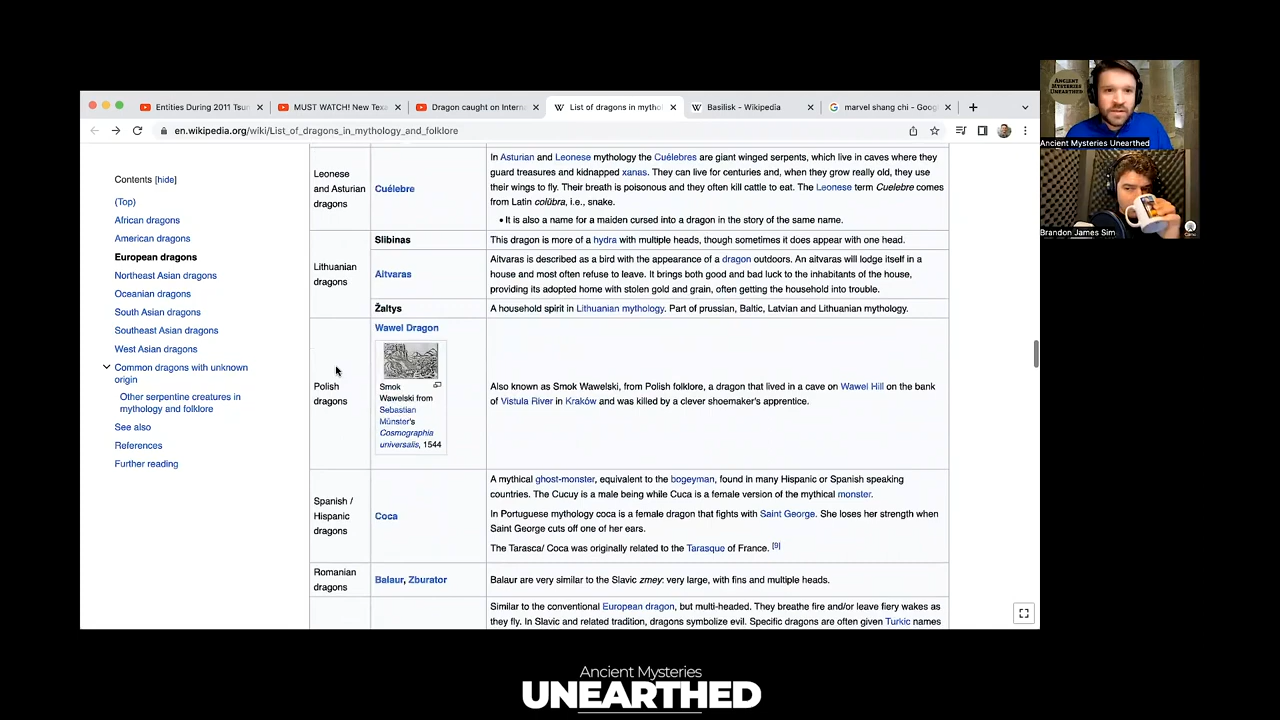 Entities During 2011 Tsun
MUST WATCH! New Texa
Dragon caught on Intern
List of dragons in mythol
Basilisk - Wikipedia
marvel shang chi - Goog
en.wikipedia.org/wiki/List_of_dragons_in_mythology_and_folklore
Contents [hide]
(Top)
African dragons
American dragons
European dragons
Northeast Asian dragons
Oceanian dragons
South Asian dragons
Southeast Asian dragons
West Asian dragons
Common dragons with unknown
origin
Other serpentine creatures in
mythology and folklore
See also
References
Further reading
Leonese
and Asturian
dragons
Cuélebre
In Asturian and Leonese mythology the Cuélebres are giant winged serpents, which live in caves where they
guard treasures and kidnapped xanas. They can live for centuries and, when they grow really old, they use
their wings to fly. Their breath is poisonous and they often kill cattle to eat. The Leonese term Cuelebre comes
from Latin colŭbra, i.e., snake.
• It is also a name for a maiden cursed into a dragon in the story of the same name.
Lithuanian
dragons
Slibinas
This dragon is more of a hydra with multiple heads, though sometimes it does appear with one head.
Aitvaras
Aitvaras is described as a bird with the appearance of a dragon outdoors. An aitvaras will lodge itself in a
house and most often refuse to leave. It brings both good and bad luck to the inhabitants of the house,
providing its adopted home with stolen gold and grain, often getting the household into trouble.
Žaltys
A household spirit in Lithuanian mythology. Part of prussian, Baltic, Latvian and Lithuanian mythology.
Polish
dragons
Wawel Dragon
Smok
Wawelski from
Sebastian
Münster's
Cosmographia
universalis, 1544
Also known as Smok Wawelski, from Polish folklore, a dragon that lived in a cave on Wawel Hill on the bank
of Vistula River in Kraków and was killed by a clever shoemaker's apprentice.
Spanish /
Hispanic
dragons
Coca
A mythical ghost-monster, equivalent to the bogeyman, found in many Hispanic or Spanish speaking
countries. The Cucuy is a male being while Cuca is a female version of the mythical monster.
In Portuguese mythology coca is a female dragon that fights with Saint George. She loses her strength when
Saint George cuts off one of her ears.
The Tarasca/ Coca was originally related to the Tarasque of France. [9]
Romanian
dragons
Balaur, Zburator
Balaur are very similar to the Slavic zmey: very large, with fins and multiple heads.
Similar to the conventional European dragon, but multi-headed. They breathe fire and/or leave fiery wakes as
they fly. In Slavic and related tradition, dragons symbolize evil. Specific dragons are often given Turkic names
ANCIENT
MYSTERIES
UNEARTHED
Ancient Mysteries Unearthed
Brandon James Sim
Ancient Mysteries
UNEARTHED